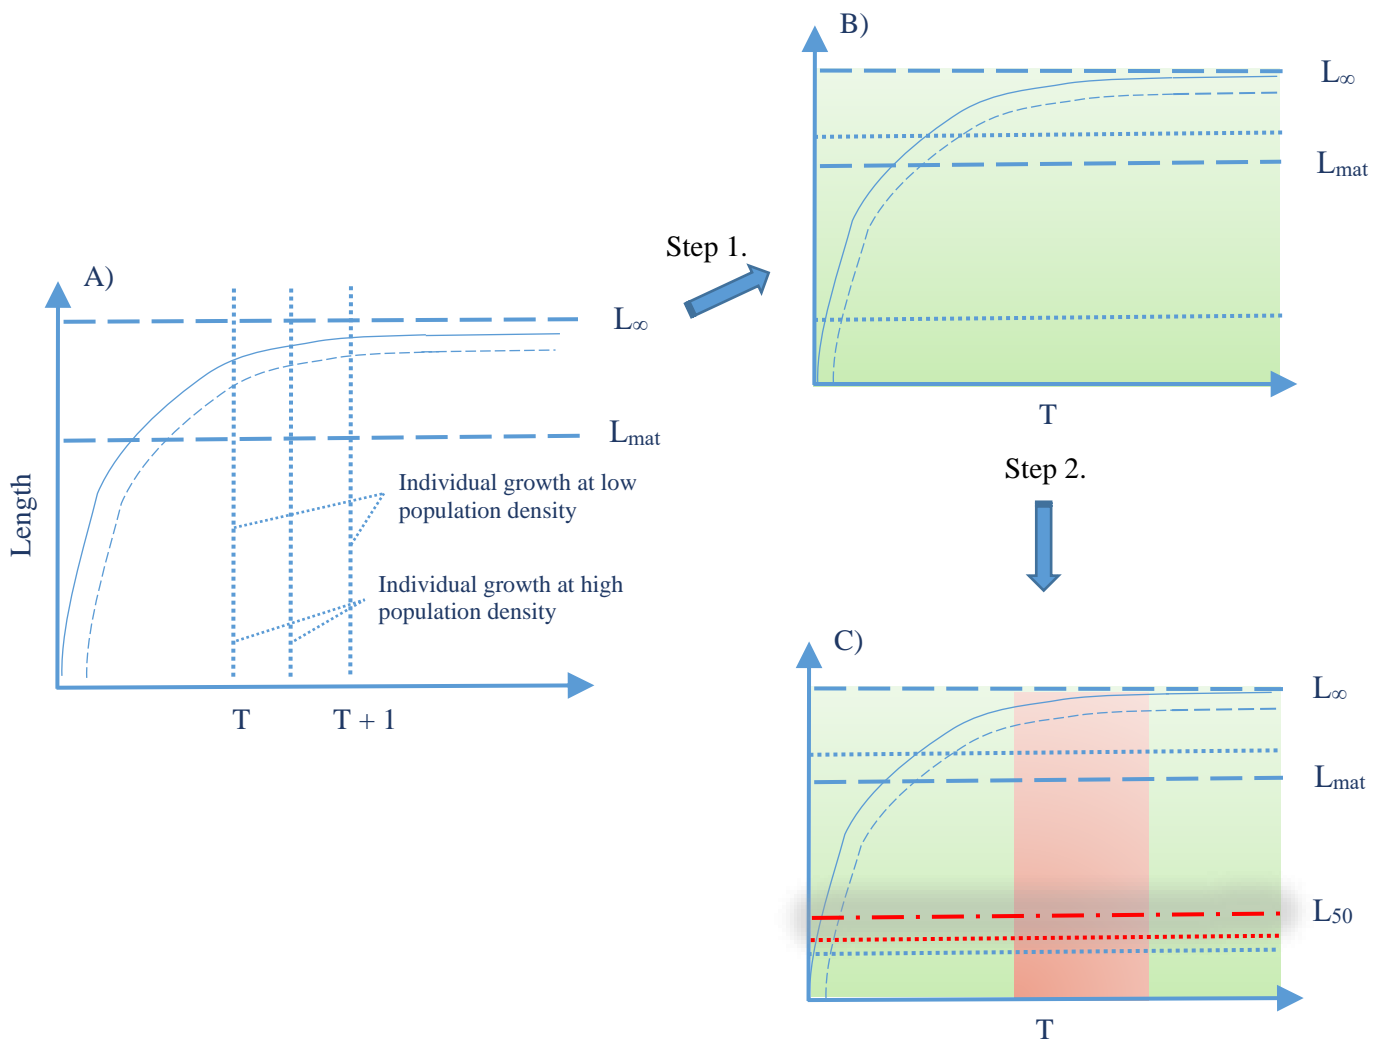 A)
L∞
Lmat
Length
Individual growth at low
population density
Individual growth at high
population density
T
T + 1
Step 1.
B)
L∞
Lmat
T
Step 2.
C)
L∞
Lmat
L50
T